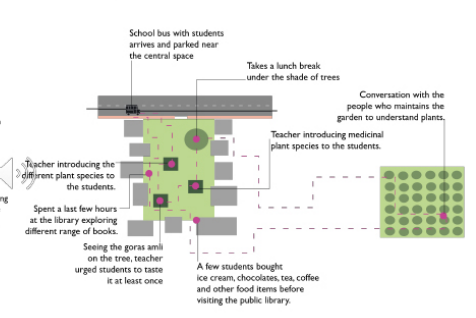 School bus with students
arrives and parked near
the central space
Takes a lunch break
under the shade of trees
Conversation with the
people who maintains the
garden to understand plants.
Teacher introducing medicinal
plant species to the students.
Teacher introducing the
different plant species to
the students.
ng
Spent a last few hours
at the library exploring
different range of books.
Seeing the goras amli
on the tree, teacher
urged students to taste
it at least once
A few students bought
ice cream, chocolates, tea, coffee
and other food items before
visiting the public library.